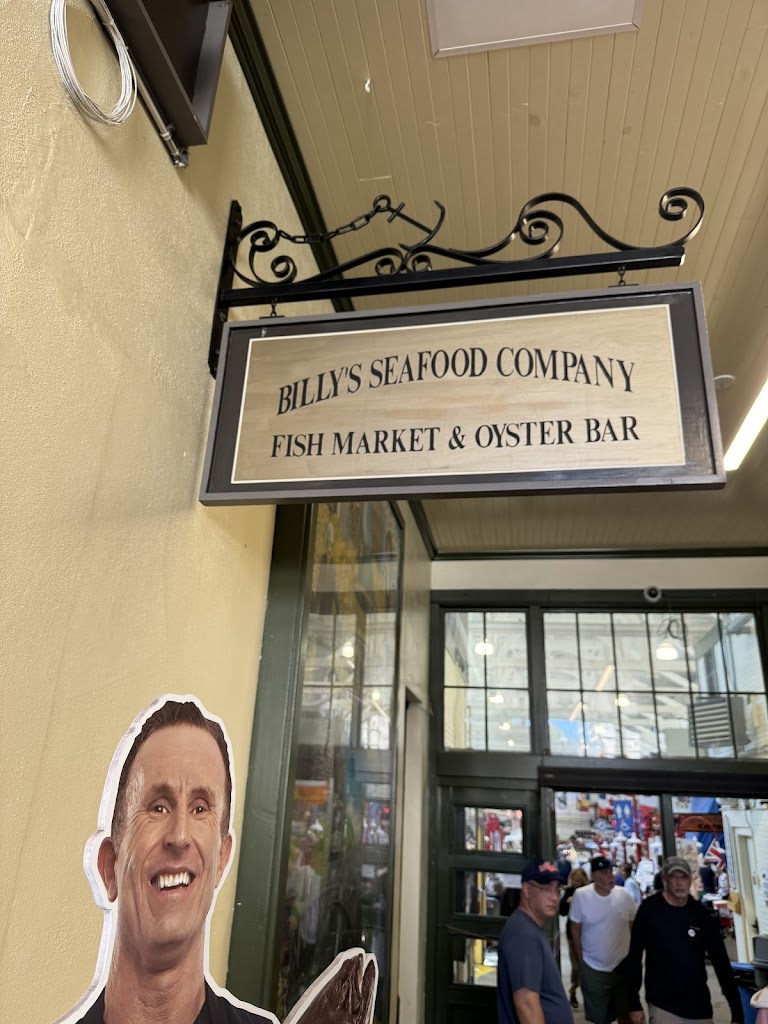 BILLY'S SEAFOOD COMPANY
FISH MARKET & OYSTER BAR